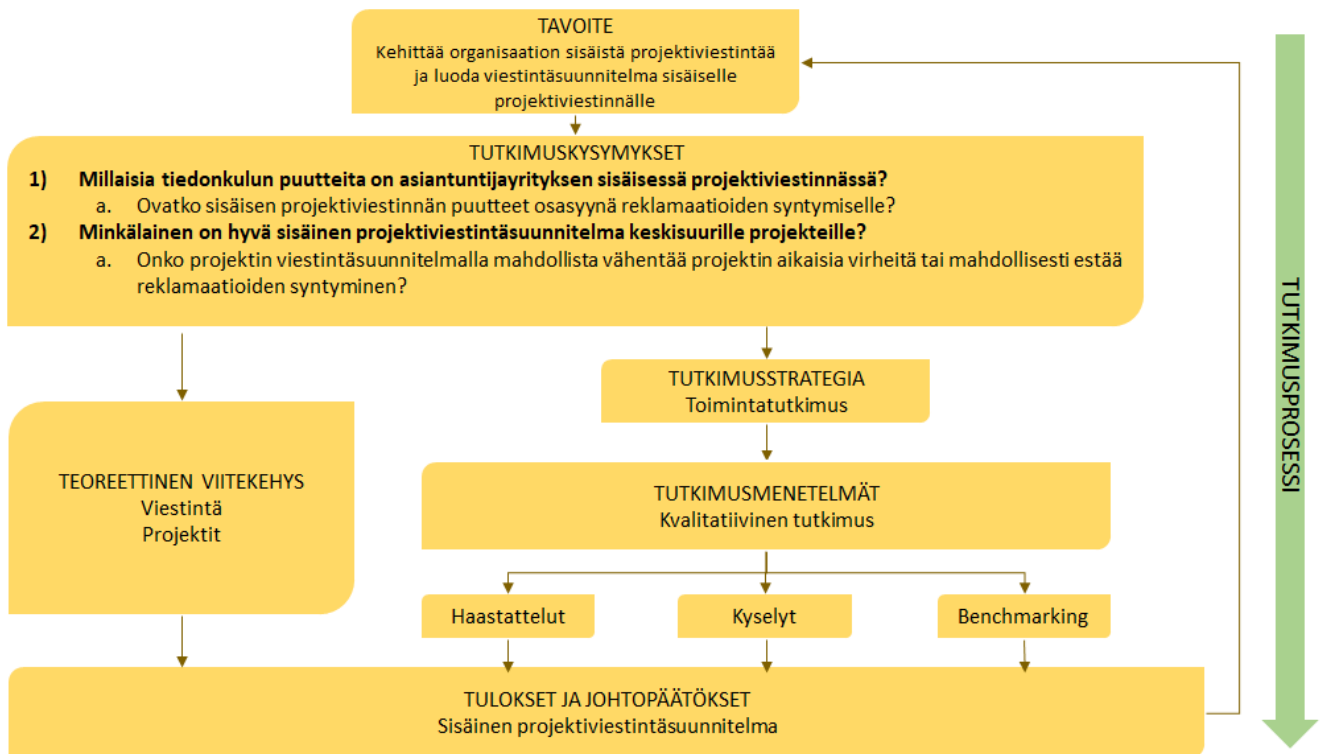 TAVOITE
Kehittää organisaation sisäistä projektiviestintää
ja luoda viestintäsuunnitelma sisäiselle
projektiviestinnälle
TUTKIMUSKYSYMYKSET
1) Millaisia tiedonkulun puutteita on asiantuntijayrityksen sisäisessä projektiviestinnässä?
a. Ovatko sisäisen projektiviestinnän puutteet osasyynä reklamaatioiden syntymiselle?
2) Minkälainen on hyvä sisäinen projektiviestintäsuunnitelma keskisuurille projekteille?
a. Onko projektin viestintäsuunnitelmalla mahdollista vähentää projektin aikaisia virheitä tai mahdollisesti estää
reklamaatioiden syntyminen?
TUTKIMUSSTRATEGIA
Toimintatutkimus
TEOREETTINEN VIITEKEHYS
Viestintä
Projektit
TUTKIMUSMENETELMÄT
Kvalitatiivinen tutkimus
Haastattelut
Kyselyt
Benchmarking
TULOKSET JA JOHTOPÄÄTÖKSET
Sisäinen projektiviestintäsuunnitelma
TUTKIMUSPROSESSI